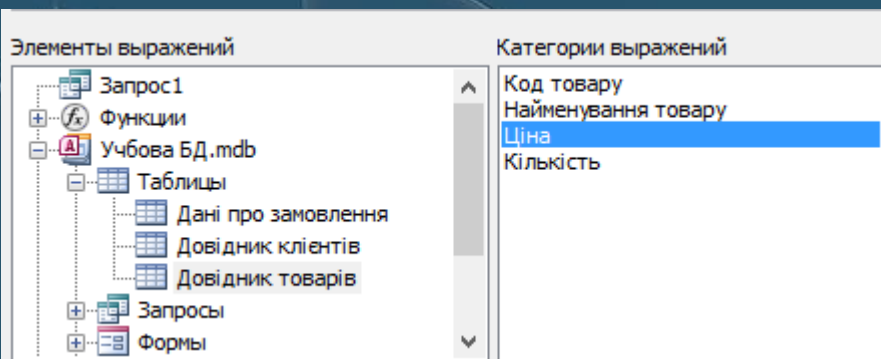 Элементы выражений
Запрос1
Функции
Учбова БД.mdb
Таблицы
Дані про замовлення
Довідник клієнтів
Довідник товарів
Запросы
Формы
Категории выражений
Код товару
Найменування товару
Ціна
Кількість